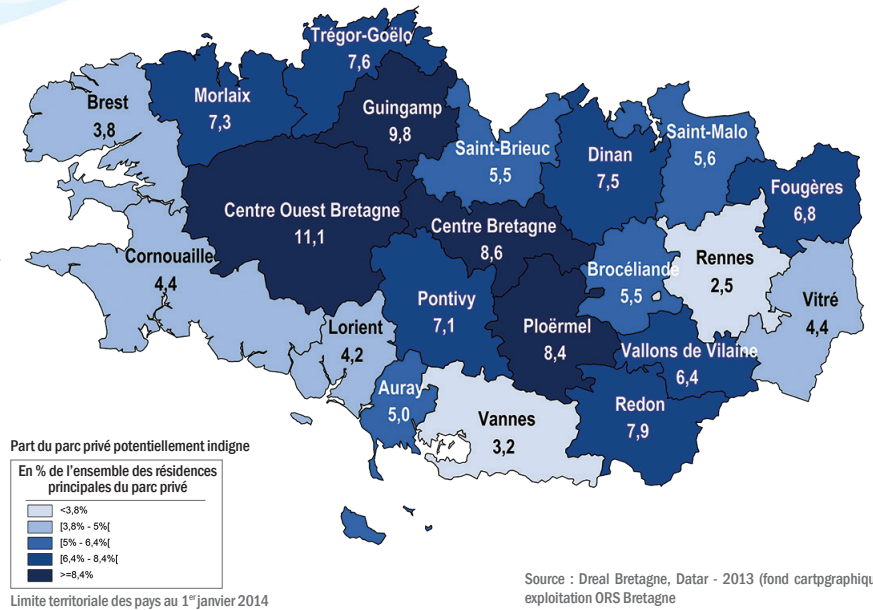 Trégor-Goëlo
7,6
Brest
3,8
Morlaix
7,3
Guingamp
9,8
Saint-Brieuc
5,5
Dinan
7,5
Saint-Malo
5,6
Fougères
6,8
Centre Ouest Bretagne
11,1
Centre Bretagne
8,6
Cornouaille
4,4
Brocéliande
5,5
Rennes
2,5
Vitré
4,4
Pontivy
7,1
Lorient
4,2
Ploërmel
8,4
Vallons de Vilaine
6,4
Auray
5,0
Vannes
3,2
Redon
7,9
Part du parc privé potentiellement indigne
En % de l'ensemble des résidences
principales du parc privé
<3,8%
[3,8% - 5%[
[5% - 6,4%[
[6,4% - 8,4%[
>=8,4%
Limite territoriale des pays au 1er janvier 2014
Source : Dreal Bretagne, Datar - 2013 (fond cartpgraphiqu
exploitation ORS Bretagne